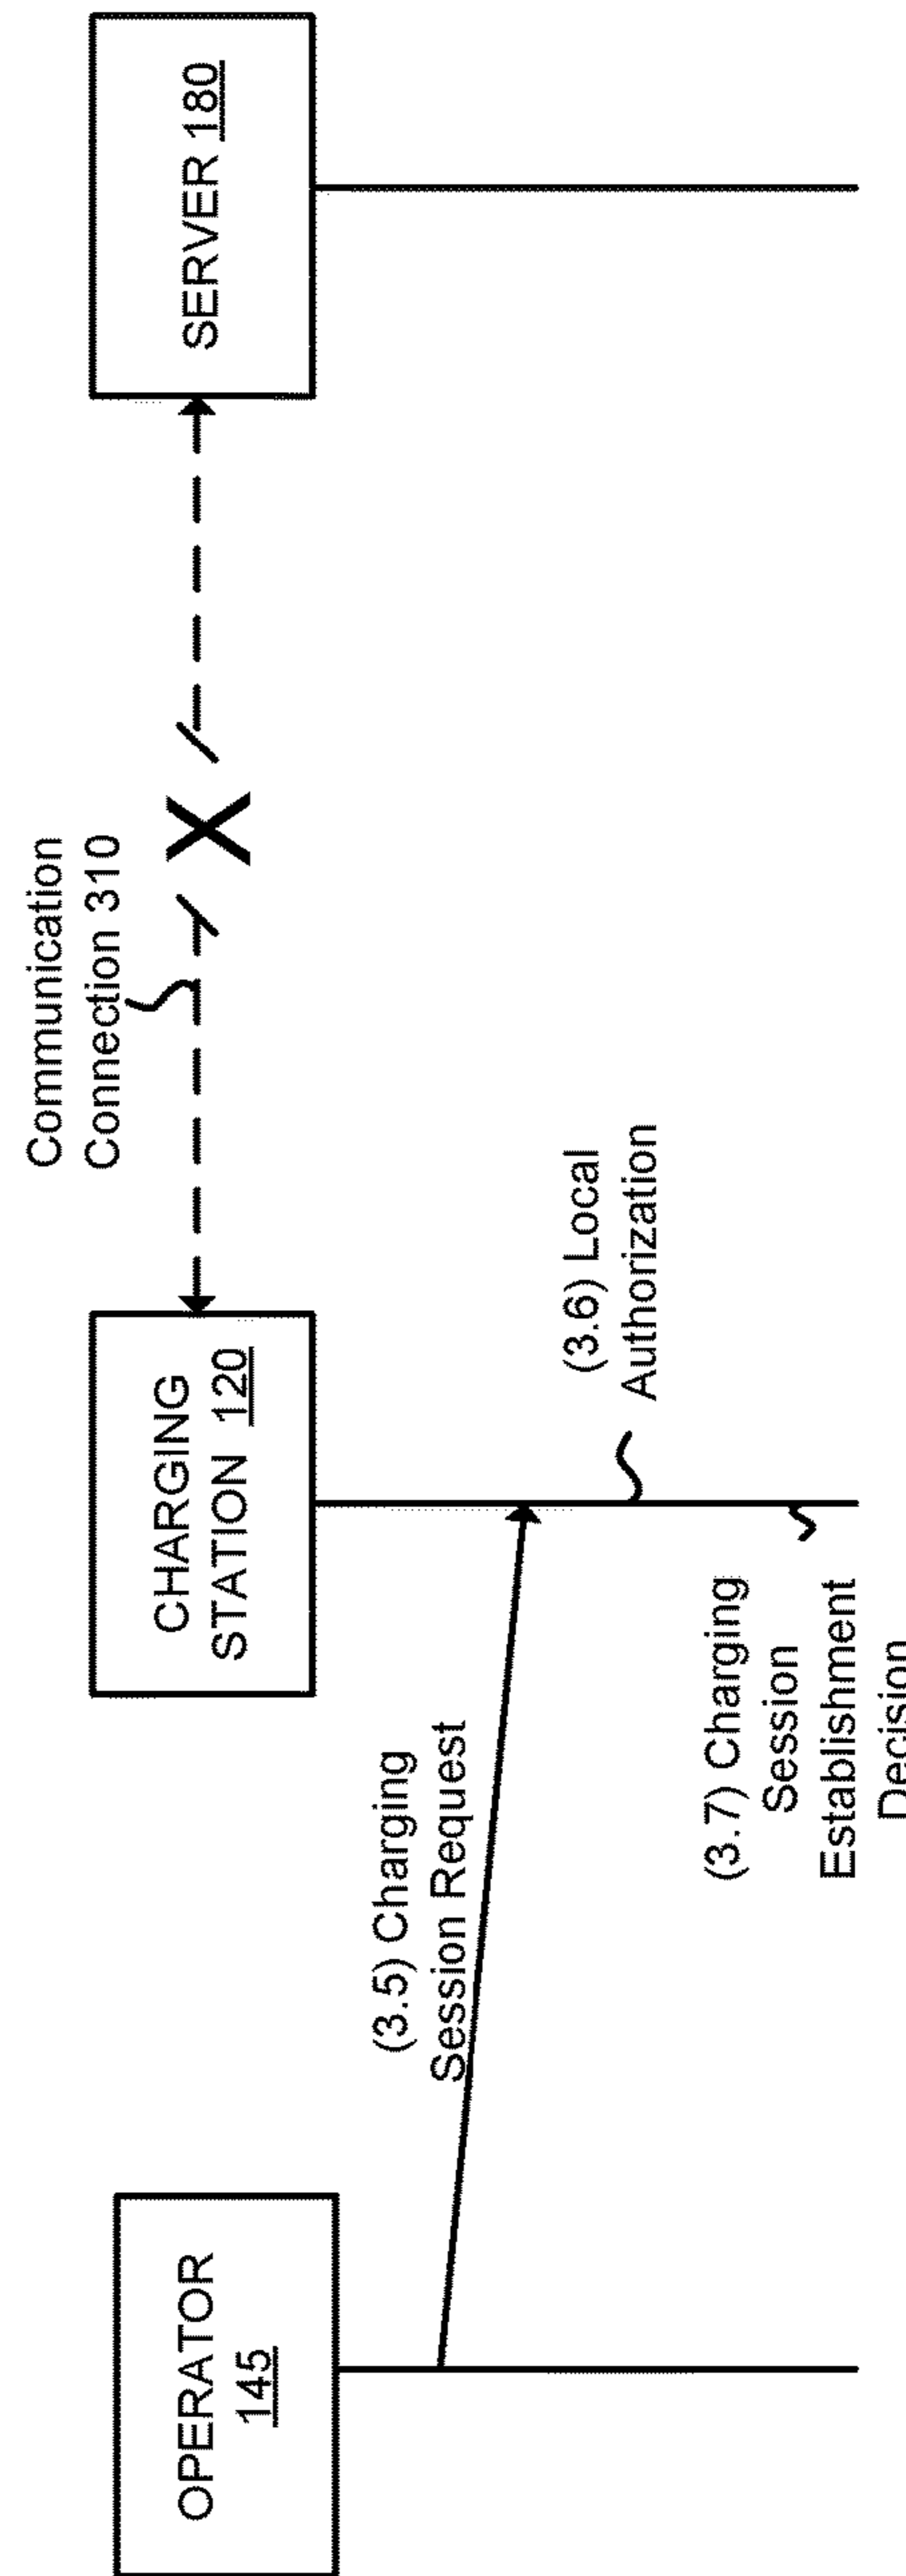 OPERATOR
145
CHARGING
STATION 120
Communication
Connection 310
X
SERVER 180
(3.5) Charging
Session Request
(3.6) Local
Authorization
(3.7) Charging
Session
Establishment
Decision